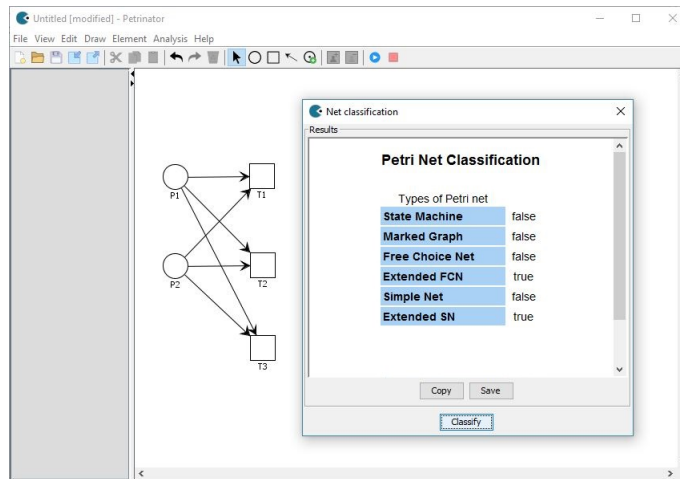 Untitled [modified] - Petrinator
File View Edit Draw Element Analysis Help
Net classification
Results
Petri Net Classification
Types of Petri net
State Machine false
Marked Graph false
Free Choice Net false
Extended FCN true
Simple Net false
Extended SN true
Copy Save
Classify
P1
T1
P2
T2
T3